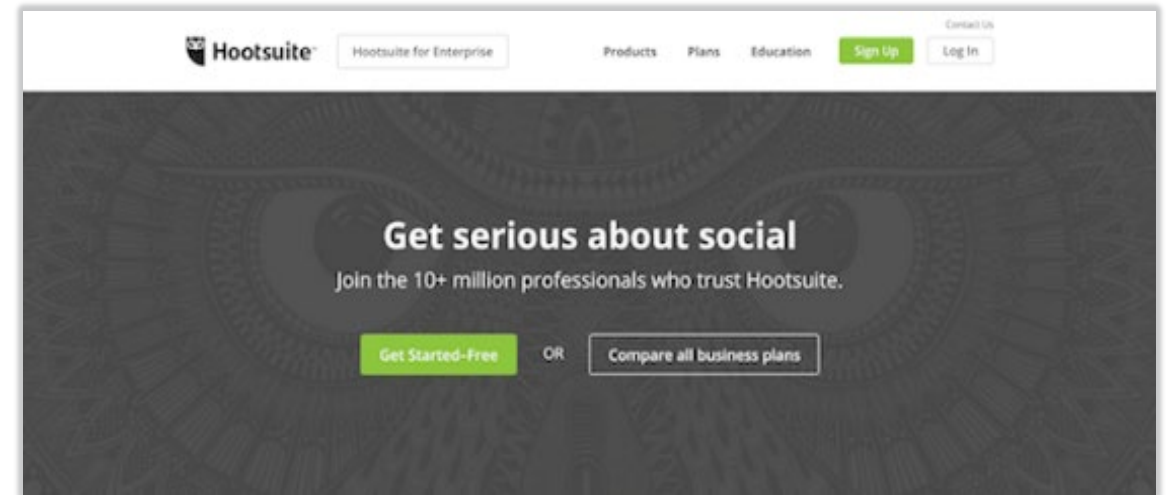 Contact Us
Hootsuite™ Hootsuite for Enterprise Products Plans Education Sign Up Log In
Get serious about social
Join the 10+ million professionals who trust Hootsuite.
Get Started–Free OR Compare all business plans